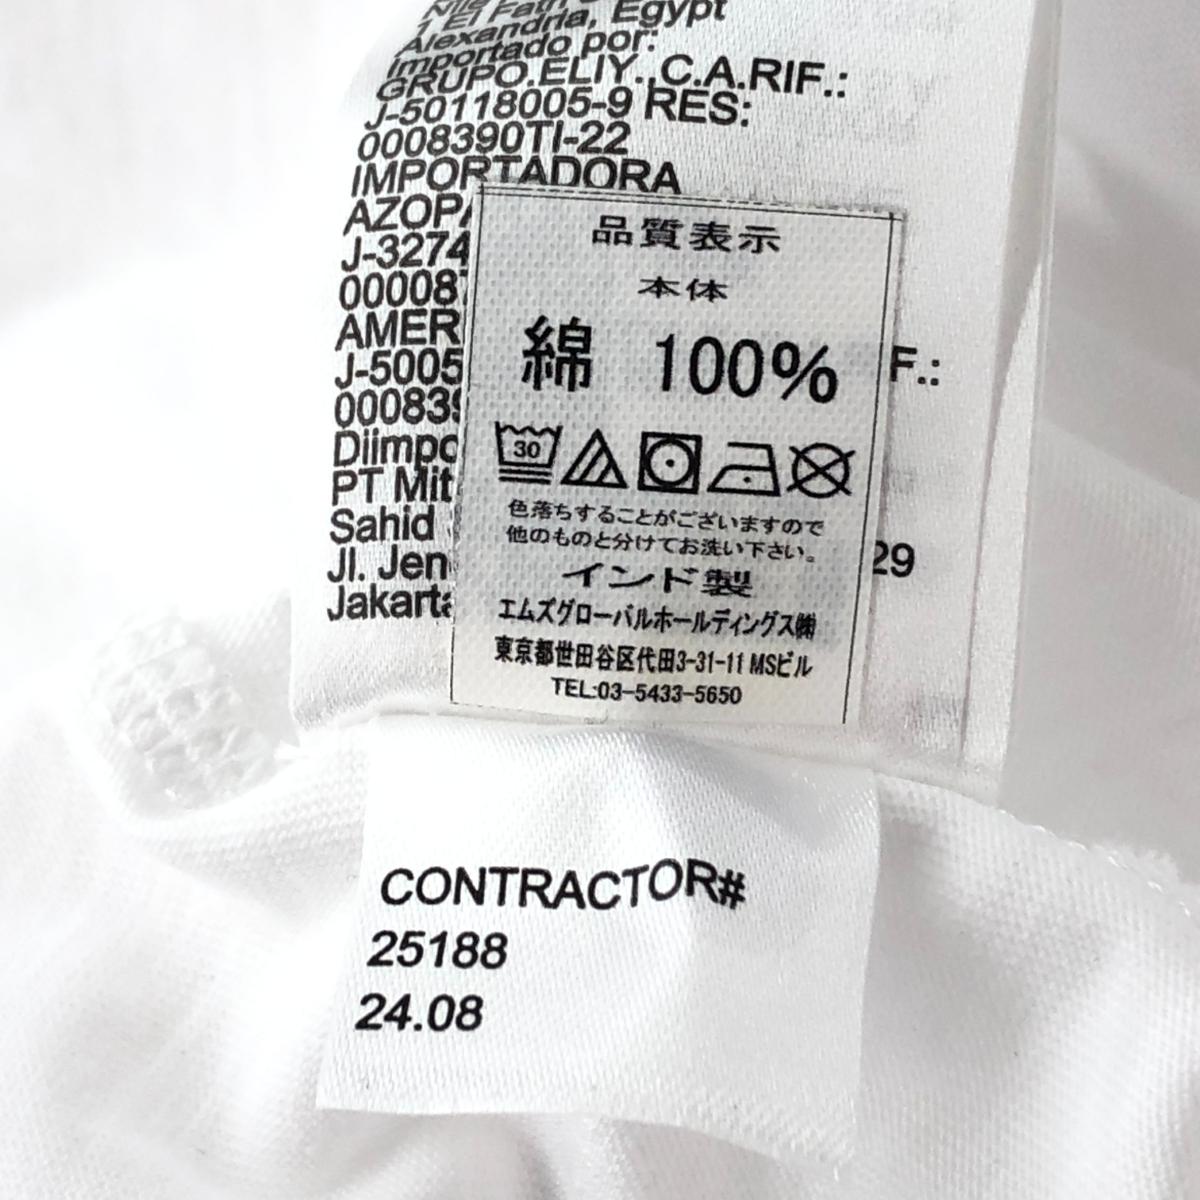 Nile
1 El Fath
Alexandria, Egypt
Importado por:
GRUPO.ELIY., C.A.RIF.:
J-50118005-9 RES:
0008390TI-22
IMPORTADORA
AZOPA
J-3274
00008
AMER
F.:
J-5005
00083
Diimpo
PT Mit
Sahid
29
Jl. Jen
Jakarta
品質表示
本体
綿 100%
30
色落ちすることがございますので
他のものと分けてお洗い下さい。
インド製
エムズグローバルホールディングス㈱
東京都世田谷区代田3-31-11 MSビル
TEL:03-5433-5650
CONTRACTOR#
25188
24.08